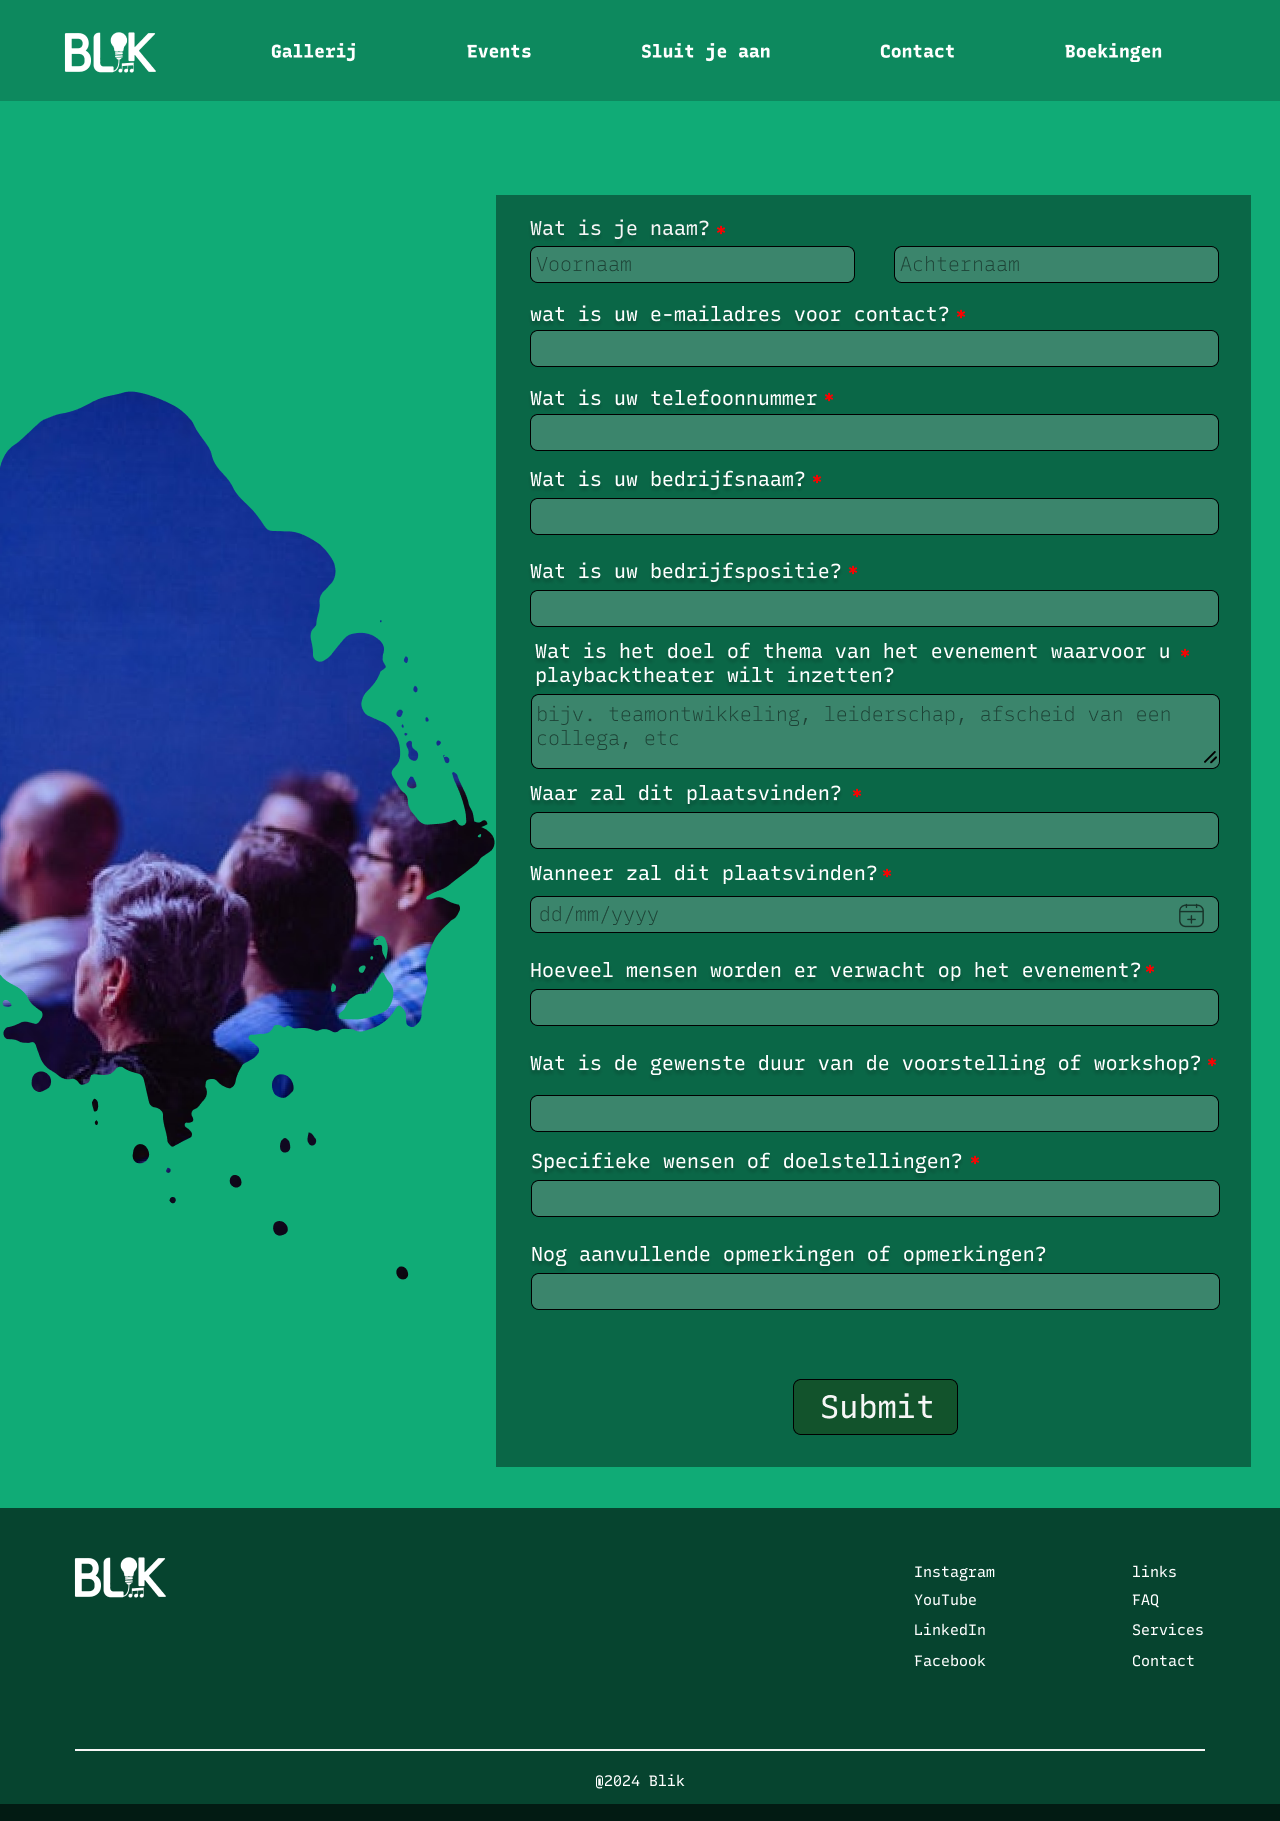 BLIK
Gallerij
Events
Sluit je aan
Contact
Boekingen
Wat is je naam? *
Voornaam
Achternaam
wat is uw e-mailadres voor contact? *
Wat is uw telefoonnummer *
Wat is uw bedrijfsnaam? *
Wat is uw bedrijfspositie? *
Wat is het doel of thema van het evenement waarvoor u *
playbacktheater wilt inzetten?
bijv. teamontwikkeling, leiderschap, afscheid van een
collega, etc
Waar zal dit plaatsvinden? *
Wanneer zal dit plaatsvinden? *
dd/mm/yyyy
Hoeveel mensen worden er verwacht op het evenement? *
Wat is de gewenste duur van de voorstelling of workshop? *
Specifieke wensen of doelstellingen? *
Nog aanvullende opmerkingen of opmerkingen?
Submit
BLIK
Instagram
YouTube
LinkedIn
Facebook
links
FAQ
Services
Contact
@2024 Blik